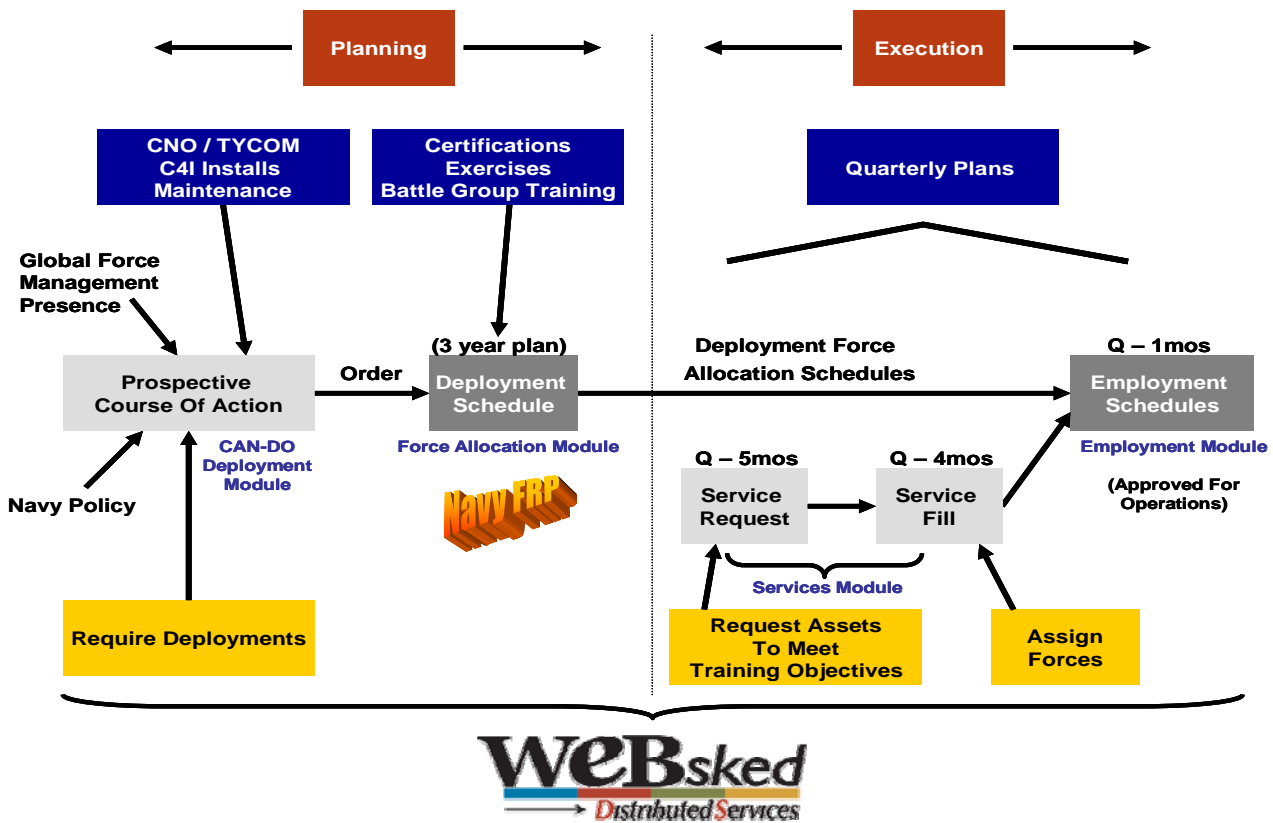 Planning
Execution
CNO / TYCOM
C4I Installs
Maintenance
Certifications
Exercises
Battle Group Training
Quarterly Plans
Global Force
Management
Presence
(3 year plan)
Deployment Force
Allocation Schedules
Q – 1mos
Prospective
Course Of Action
Order
Deployment
Schedule
Employment
Schedules
CAN-DO
Deployment
Module
Force Allocation Module
Employment Module
Navy Policy
Navy FRP
Q – 5mos
Q – 4mos
(Approved For
Operations)
Service
Request
Service
Fill
Services Module
Require Deployments
Request Assets
To Meet
Training Objectives
Assign
Forces
WeBsked
Distributed Services